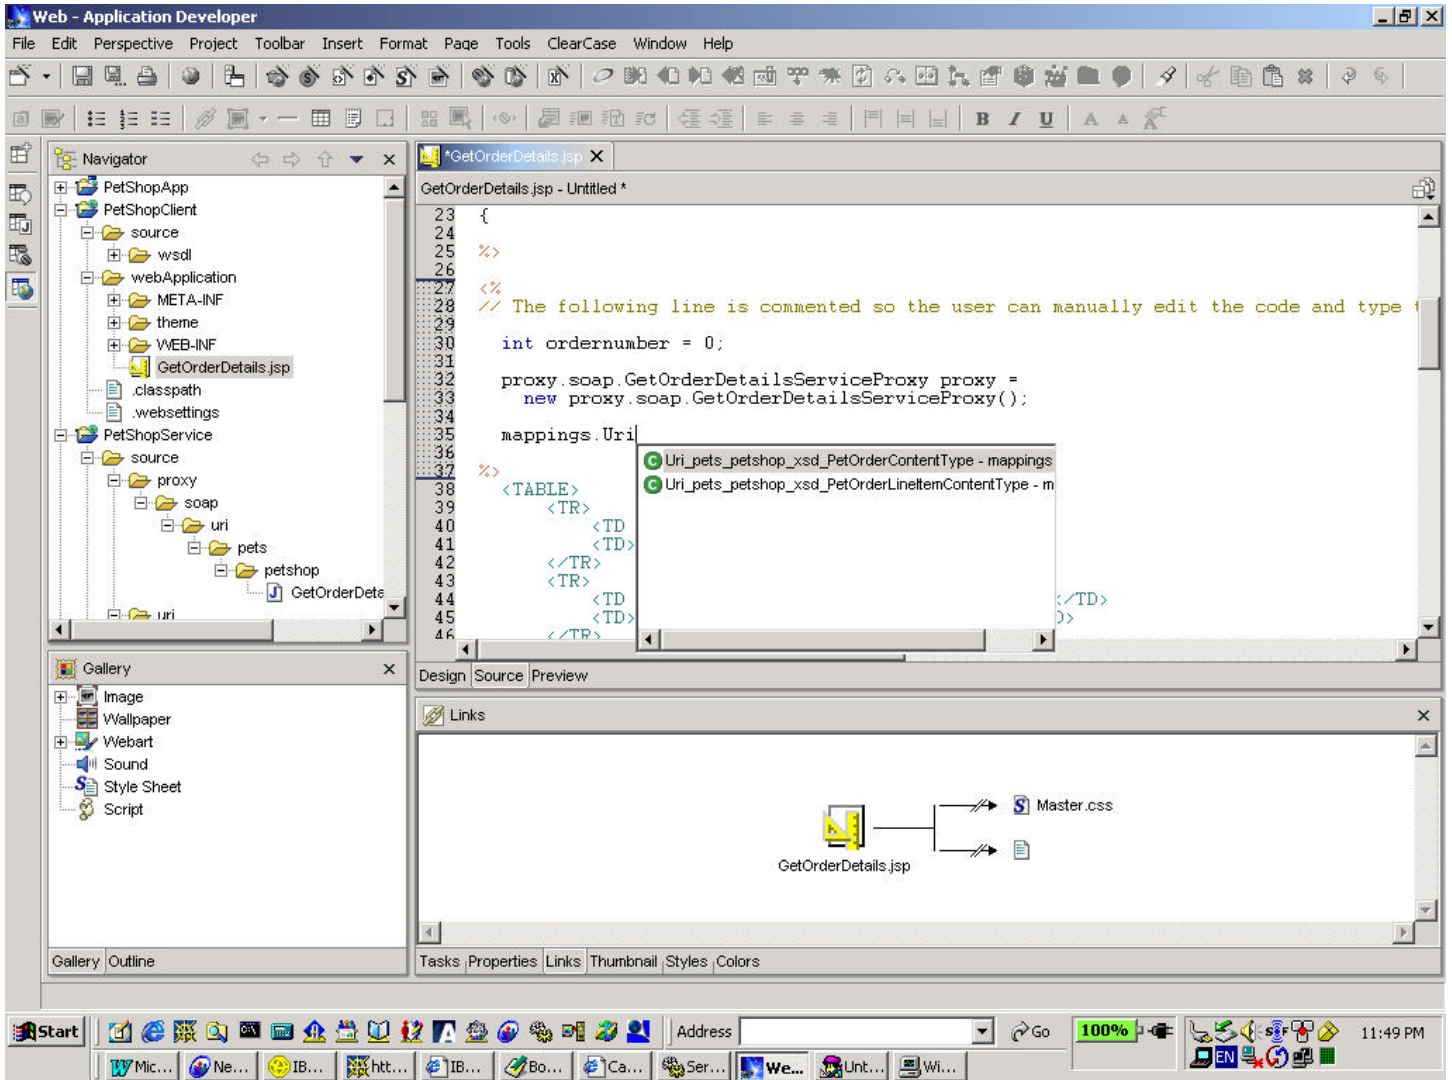 Web - Application Developer
File Edit Perspective Project Toolbar Insert Format Page Tools ClearCase Window Help
B I U A A
Navigator
PetShopApp
PetShopClient
source
wsdl
webApplication
META-INF
theme
WEB-INF
GetOrderDetails.jsp
.classpath
.websettings
PetShopService
source
proxy
soap
uri
pets
petshop
GetOrderDeta
uri
*GetOrderDetails.jsp
GetOrderDetails.jsp - Untitled *
23 {
24
25 %>
26
27 <%
28 // The following line is commented so the user can manually edit the code and type
29
30 int ordernumber = 0;
31
32 proxy.soap.GetOrderDetailsServiceProxy proxy =
33 new proxy.soap.GetOrderDetailsServiceProxy();
34
35 mappings.Uri
36
37 %>
38 <TABLE>
39 <TR>
40 <TD
41 <TD>
42 </TR>
43 <TR>
44 <TD </TD>
45 <TD> D>
46 </TR>
Uri_pets_petshop_xsd_PetOrderContentType - mappings
Uri_pets_petshop_xsd_PetOrderLineItemContentType - m
Design Source Preview
Gallery
Image
Wallpaper
Webart
Sound
Style Sheet
Script
Gallery Outline
Links
Master.css
GetOrderDetails.jsp
Tasks Properties Links Thumbnail Styles Colors
Start Address Go 100% 11:49 PM
EN
Mic... Ne... IB... htt... IB... Bo... Ca... Ser... We... Unt... Wi...